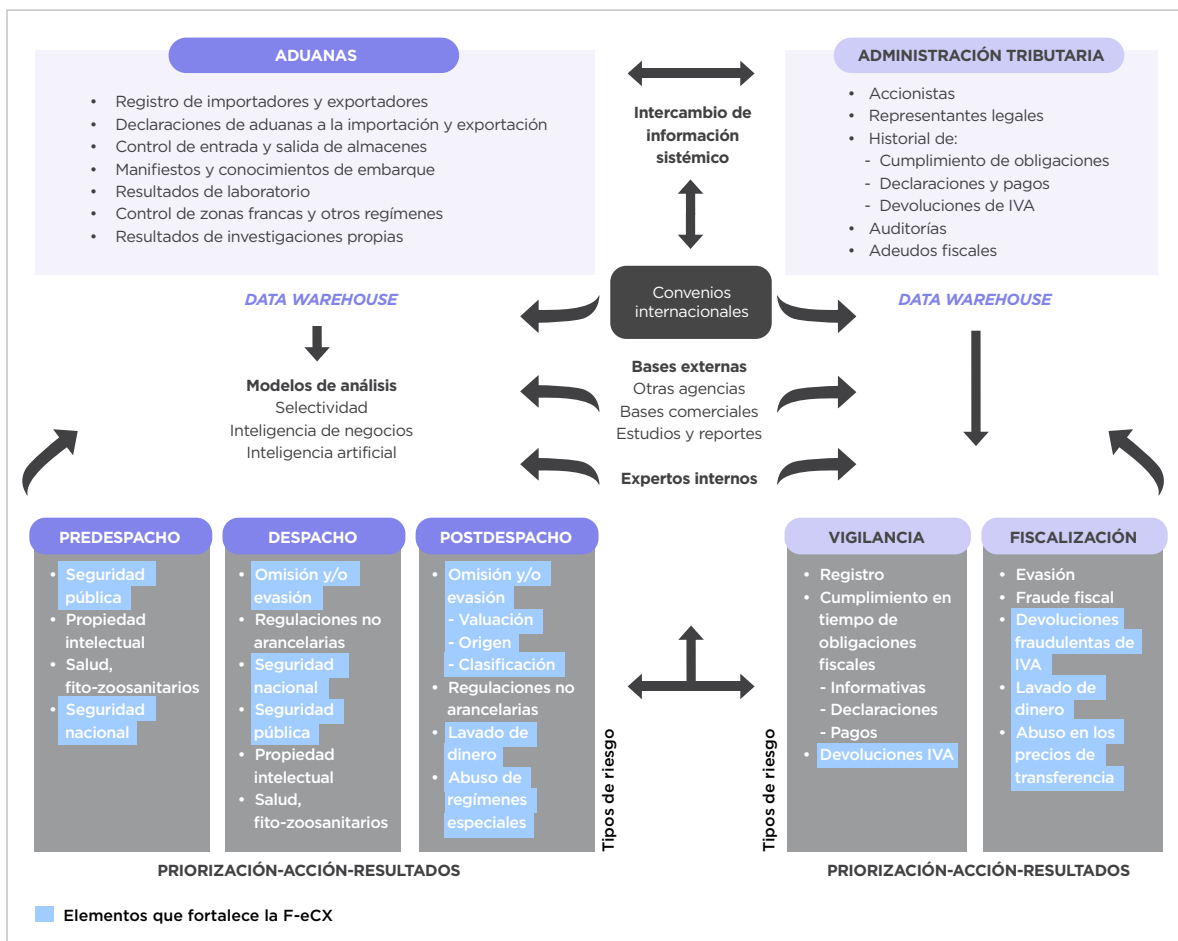 ADUANAS
• Registro de importadores y exportadores
• Declaraciones de aduanas a la importación y exportación
• Control de entrada y salida de almacenes
• Manifiestos y conocimientos de embarque
• Resultados de laboratorio
• Control de zonas francas y otros regímenes
• Resultados de investigaciones propias
Intercambio de
información
sistémico
ADMINISTRACIÓN TRIBUTARIA
• Accionistas
• Representantes legales
• Historial de:
- Cumplimiento de obligaciones
- Declaraciones y pagos
- Devoluciones de IVA
• Auditorías
• Adeudos fiscales
DATA WAREHOUSE
Convenios
internacionales
DATA WAREHOUSE
Modelos de análisis
Selectividad
Inteligencia de negocios
Inteligencia artificial
Bases externas
Otras agencias
Bases comerciales
Estudios y reportes
Expertos internos
PREDESPACHO
• Seguridad
pública
• Propiedad
intelectual
• Salud,
fito-zoosanitarios
• Seguridad
nacional
DESPACHO
• Omisión y/o
evasión
• Regulaciones no
arancelarias
• Seguridad
nacional
• Seguridad
pública
• Propiedad
intelectual
• Salud,
fito-zoosanitarios
POSTDESPACHO
• Omisión y/o
evasión
- Valuación
- Origen
- Clasificación
• Regulaciones no
arancelarias
• Lavado de
dinero
• Abuso de
regímenes
especiales
Tipos de riesgo
Tipos de riesgo
VIGILANCIA
• Registro
• Cumplimiento en
tiempo de
obligaciones
fiscales
- Informativas
- Declaraciones
- Pagos
• Devoluciones IVA
FISCALIZACIÓN
• Evasión
• Fraude fiscal
• Devoluciones
fraudulentas de
IVA
• Lavado de
dinero
• Abuso en los
precios de
transferencia
PRIORIZACIÓN-ACCIÓN-RESULTADOS
PRIORIZACIÓN-ACCIÓN-RESULTADOS
Elementos que fortalece la F-eCX